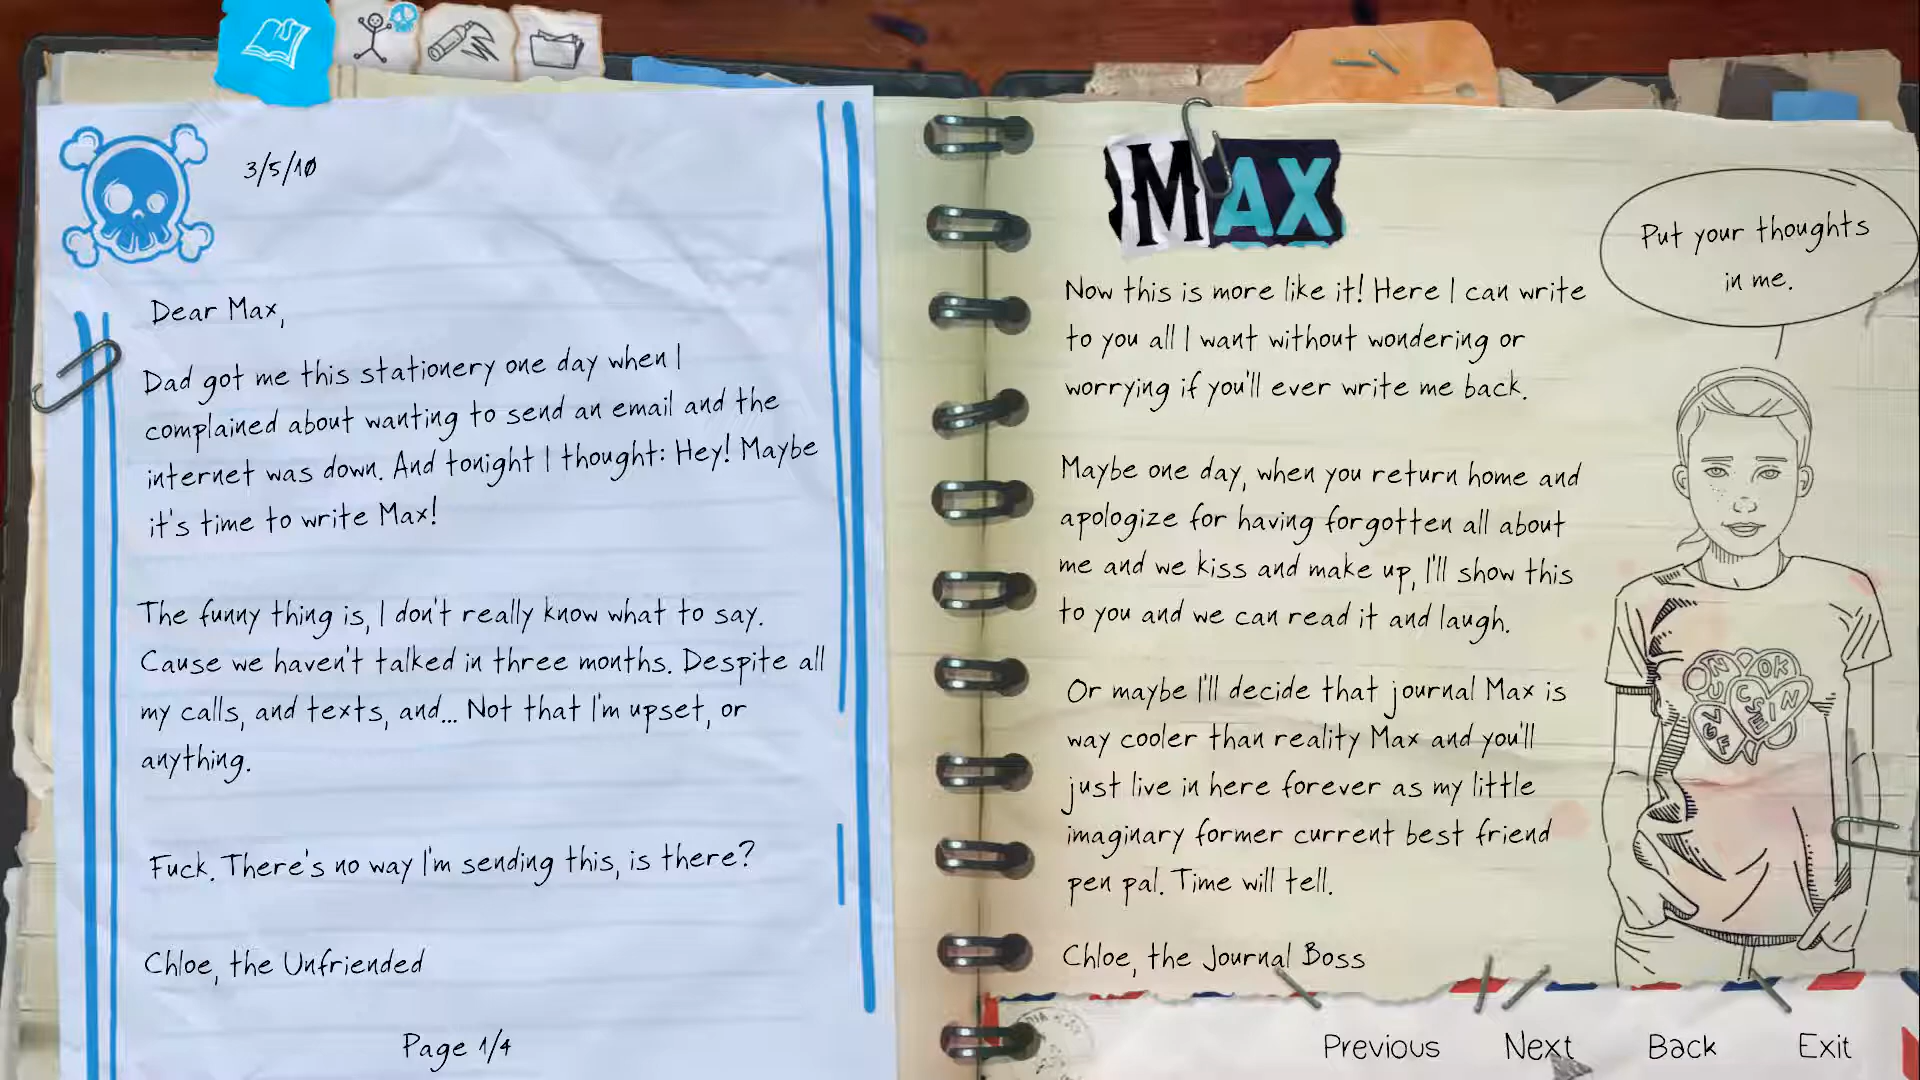 3/5/10
Dear Max,
Dad got me this stationery one day when I
complained about wanting to send an email and the
internet was down. And tonight I thought: Hey! Maybe
it's time to write Max!
The funny thing is, I don't really know what to say.
Cause we haven't talked in three months. Despite all
my calls, and texts, and... Not that I'm upset, or
anything.
Fuck. There's no way I'm sending this, is there?
Chloe, the Unfriended
Page 1/4
MAX
Put your thoughts
in me.
Now this is more like it! Here I can write
to you all I want without wondering or
worrying if you'll ever write me back.
Maybe one day, when you return home and
apologize for having forgotten all about
me and we kiss and make up, I'll show this
to you and we can read it and laugh.
Or maybe I'll decide that journal Max is
way cooler than reality Max and you'll
just live in here forever as my little
imaginary former current best friend
pen pal. Time will tell.
Chloe, the Journal Boss
Previous
Next
Back
Exit